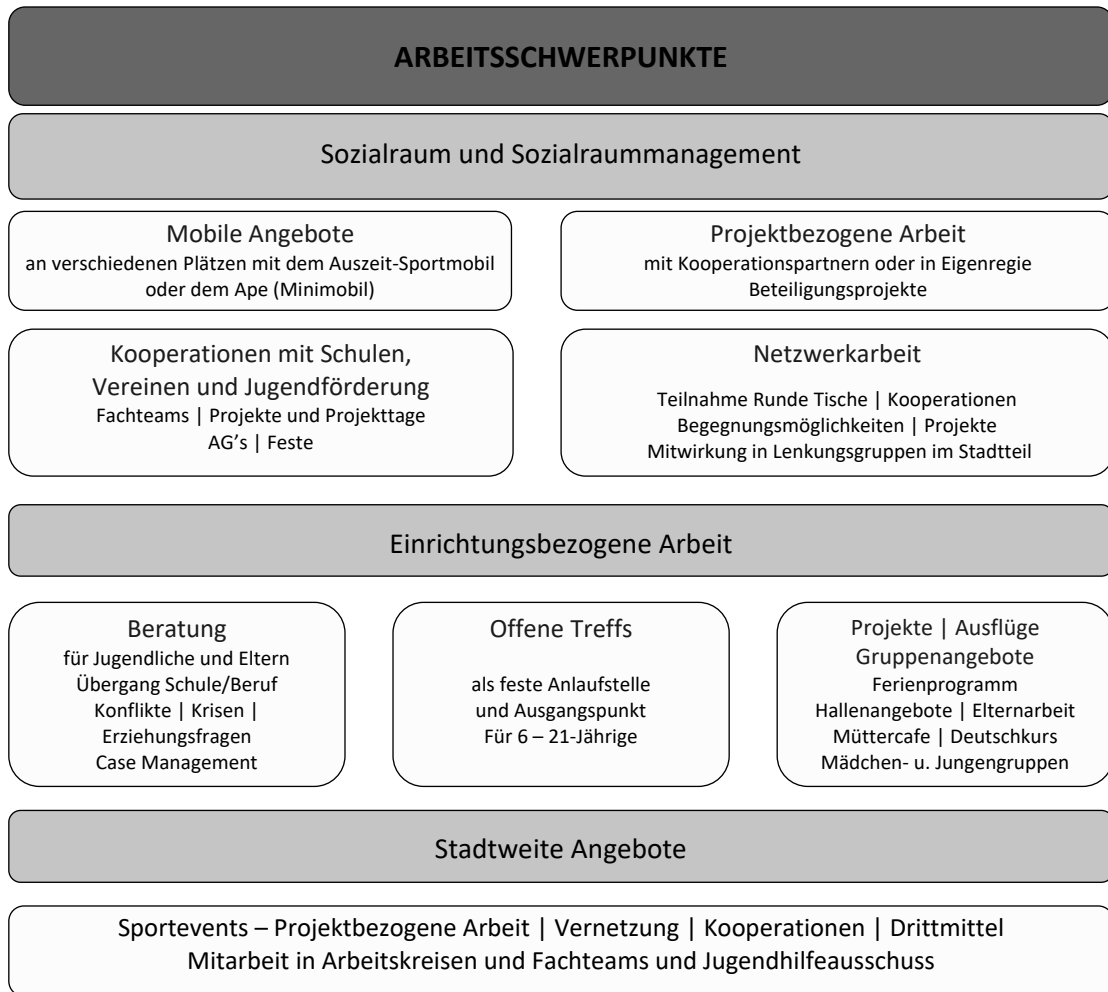 ARBEITSSCHWERPUNKTE
Sozialraum und Sozialraummanagement
Mobile Angebote
an verschiedenen Plätzen mit dem Auszeit-Sportmobil
oder dem Ape (Minimobil)
Projektbezogene Arbeit
mit Kooperationspartnern oder in Eigenregie
Beteiligungsprojekte
Kooperationen mit Schulen,
Vereinen und Jugendförderung
Fachteams | Projekte und Projekttage
AG's | Feste
Netzwerkarbeit
Teilnahme Runde Tische | Kooperationen
Begegnungsmöglichkeiten | Projekte
Mitwirkung in Lenkungsgruppen im Stadtteil
Einrichtungsbezogene Arbeit
Beratung
für Jugendliche und Eltern
Übergang Schule/Beruf
Konflikte | Krisen |
Erziehungsfragen
Case Management
Offene Treffs
als feste Anlaufstelle
und Ausgangspunkt
Für 6 – 21-Jährige
Projekte | Ausflüge
Gruppenangebote
Ferienprogramm
Hallenangebote | Elternarbeit
Müttercafe | Deutschkurs
Mädchen- u. Jungengruppen
Stadtweite Angebote
Sportevents – Projektbezogene Arbeit | Vernetzung | Kooperationen | Drittmittel
Mitarbeit in Arbeitskreisen und Fachteams und Jugendhilfeausschuss